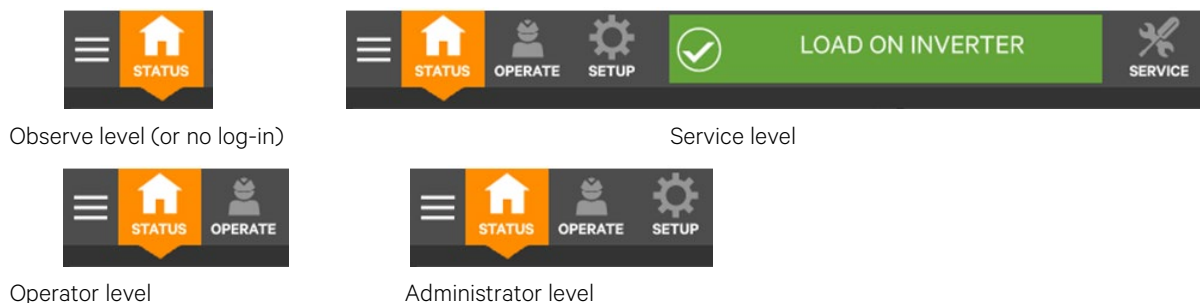 STATUS
STATUS OPERATE SETUP LOAD ON INVERTER SERVICE
Observe level (or no log-in) Service level
STATUS OPERATE STATUS OPERATE SETUP
Operator level Administrator level